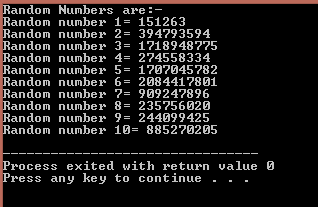 Random Numbers are:-
Random number 1= 151263
Random number 2= 394793594
Random number 3= 1718948775
Random number 4= 274558334
Random number 5= 1707045782
Random number 6= 2084417801
Random number 7= 909247896
Random number 8= 235756020
Random number 9= 244099425
Random number 10= 885270205
--------------------------------
Process exited with return value 0
Press any key to continue . . .